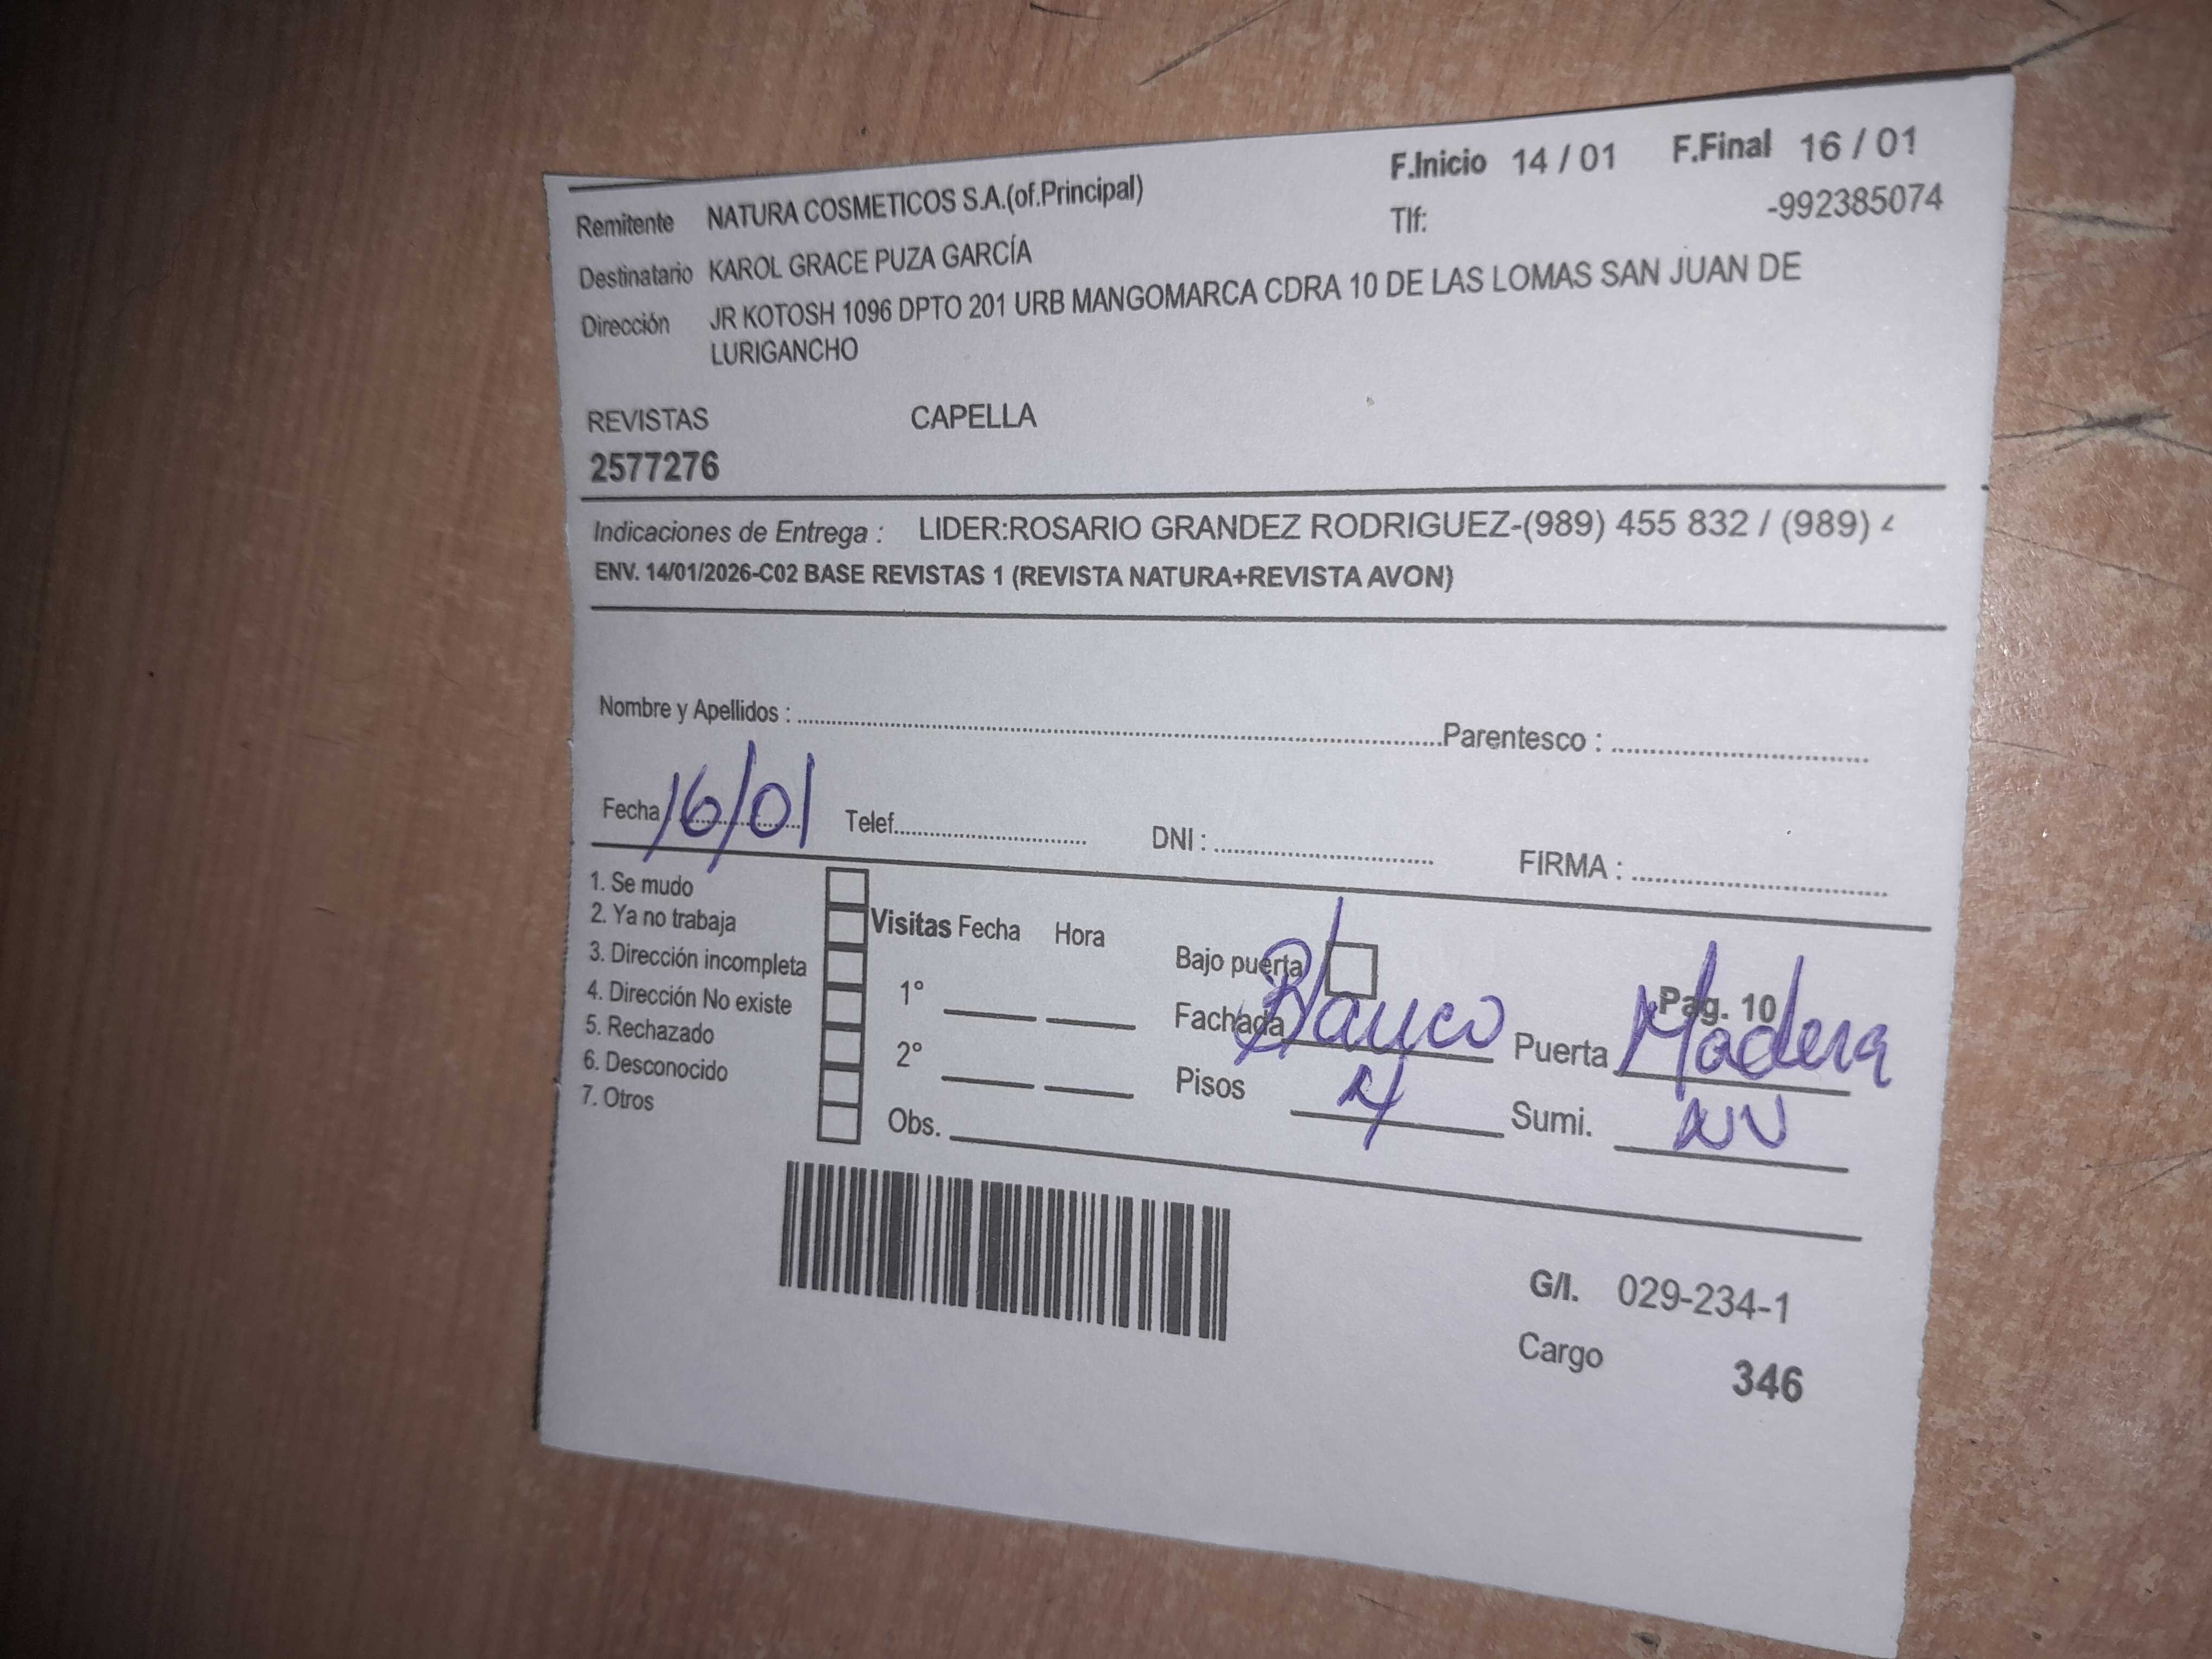 F.Inicio 14 / 01 F.Final 16 / 01
Remitente NATURA COSMETICOS S.A.(of.Principal) Tlf: -992385074
Destinatario KAROL GRACE PUZA GARCÍA
Dirección JR KOTOSH 1096 DPTO 201 URB MANGOMARCA CDRA 10 DE LAS LOMAS SAN JUAN DE
LURIGANCHO
REVISTAS CAPELLA
2577276
Indicaciones de Entrega : LIDER:ROSARIO GRANDEZ RODRIGUEZ-(989) 455 832 / (989)
ENV. 14/01/2026-C02 BASE REVISTAS 1 (REVISTA NATURA+REVISTA AVON)
Nombre y Apellidos : Parentesco :
Fecha 16/01 Telef. DNI : FIRMA :
1. Se mudo
2. Ya no trabaja Visitas Fecha Hora
3. Dirección incompleta Bajo puerta
4. Dirección No existe 1° Pag. 10
5. Rechazado Fachada Blanco Puerta Madera
6. Desconocido 2° Pisos 4 Sumi. NV
7. Otros Obs.
G/I. 029-234-1
Cargo 346